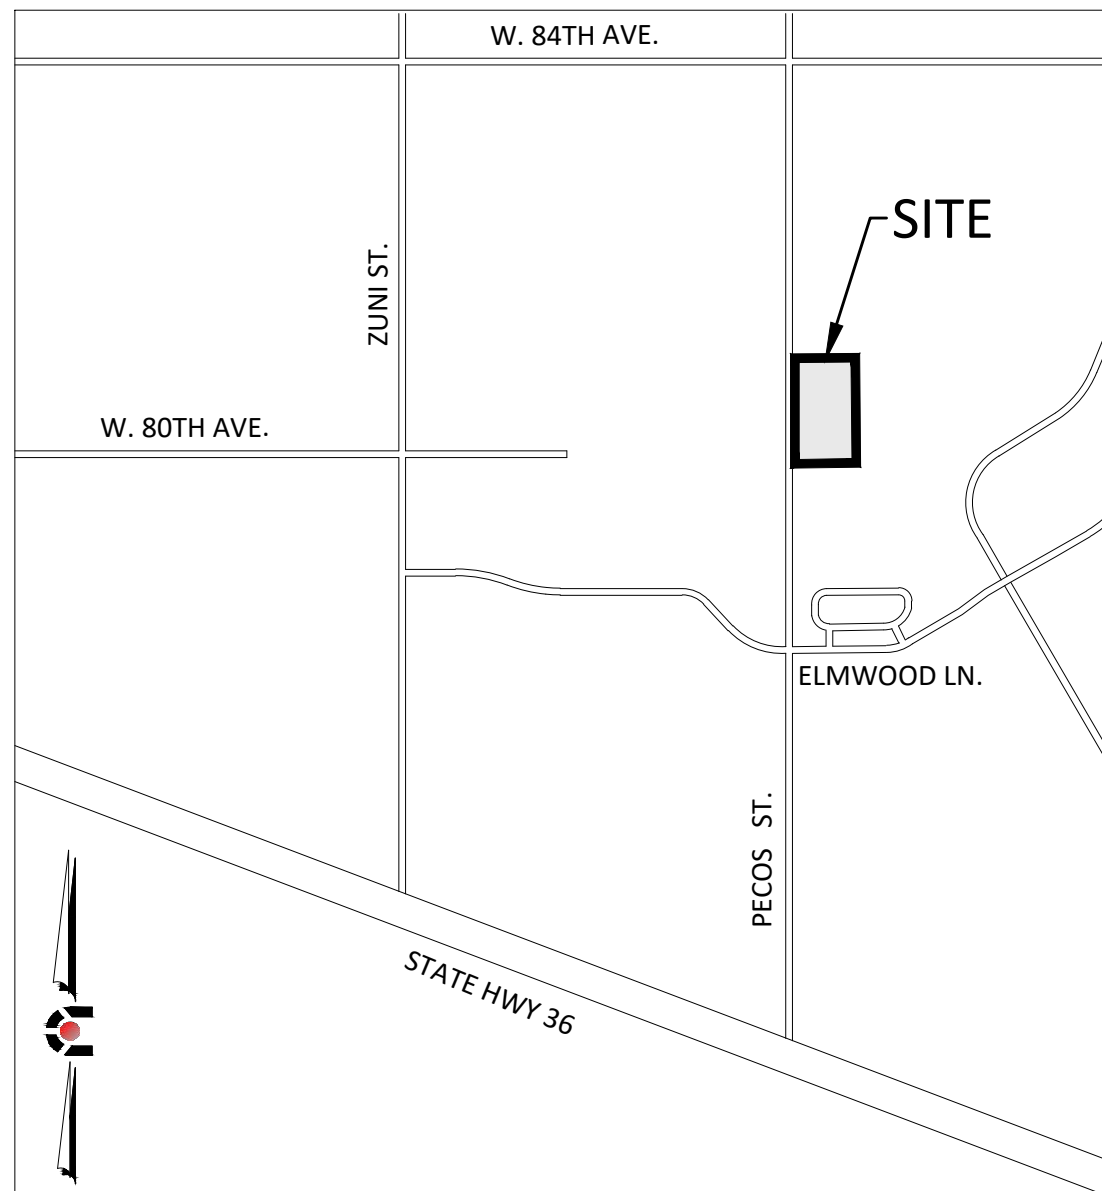 W. 84TH AVE.
SITE
ZUNI ST.
W. 80TH AVE.
ELMWOOD LN.
PECOS ST.
STATE HWY 36